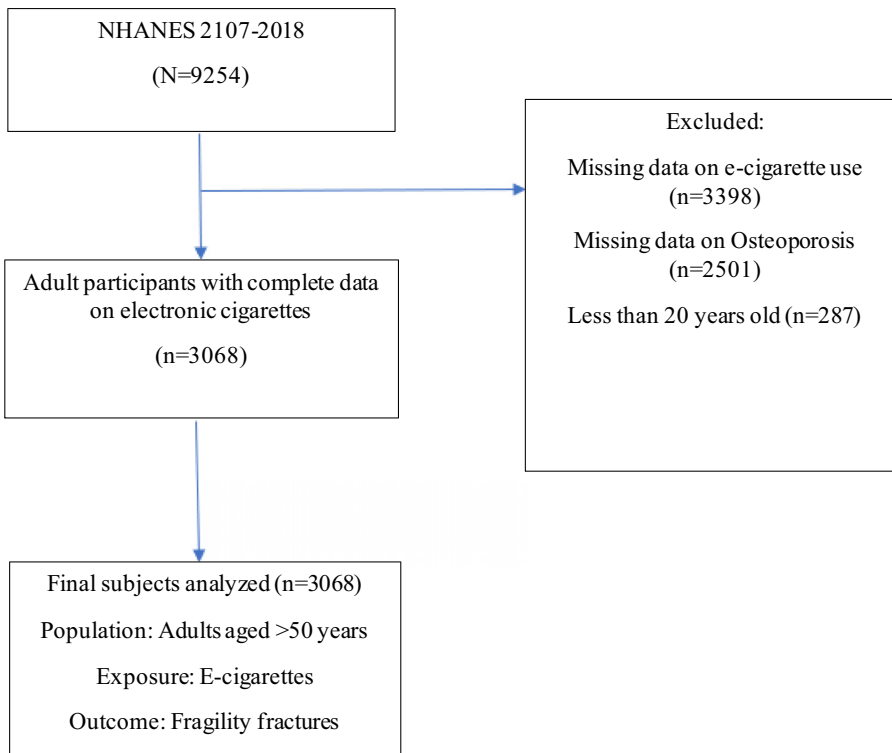 NHANES 2107-2018
(N=9254)
Excluded:
Missing data on e-cigarette use
(n=3398)
Missing data on Osteoporosis
(n=2501)
Less than 20 years old (n=287)
Adult participants with complete data
on electronic cigarettes
(n=3068)
Final subjects analyzed (n=3068)
Population: Adults aged >50 years
Exposure: E-cigarettes
Outcome: Fragility fractures